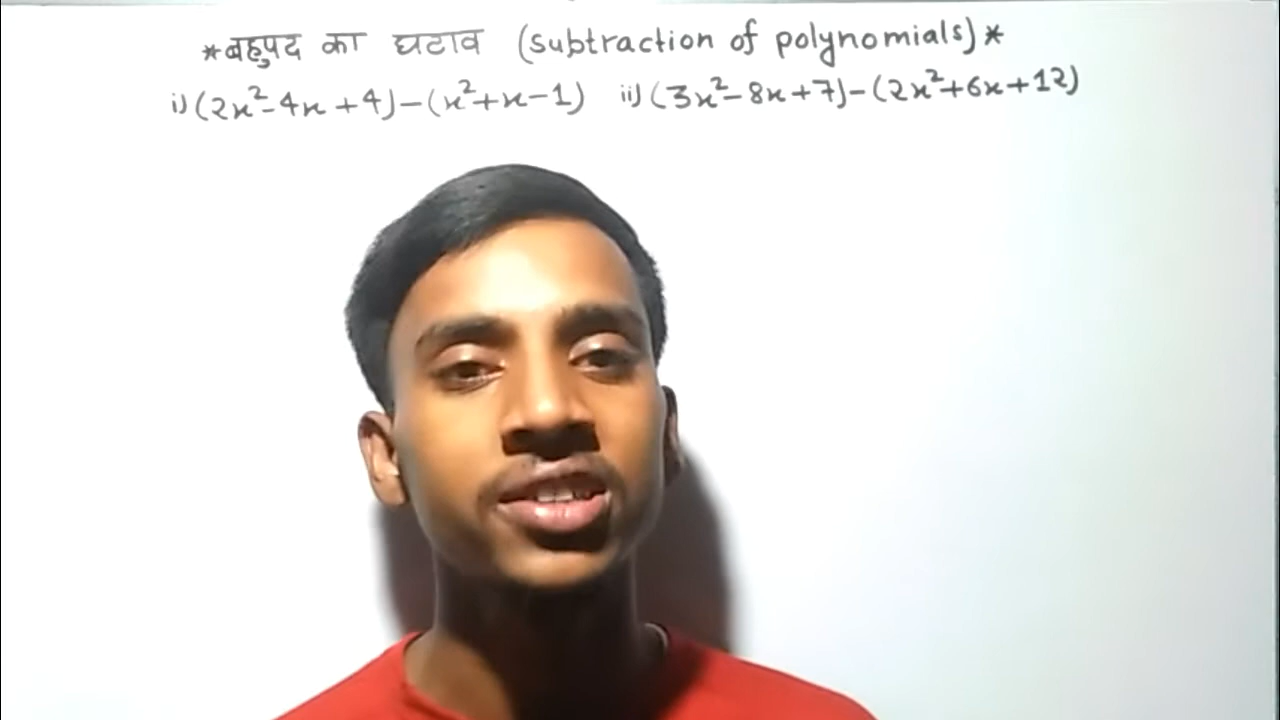 *बहुपद का घटाव (subtraction of polynomials)*
i) (2x²-4x+4)-(x²+x-1) ii) (3x²-8x+7)-(2x²+6x+12)